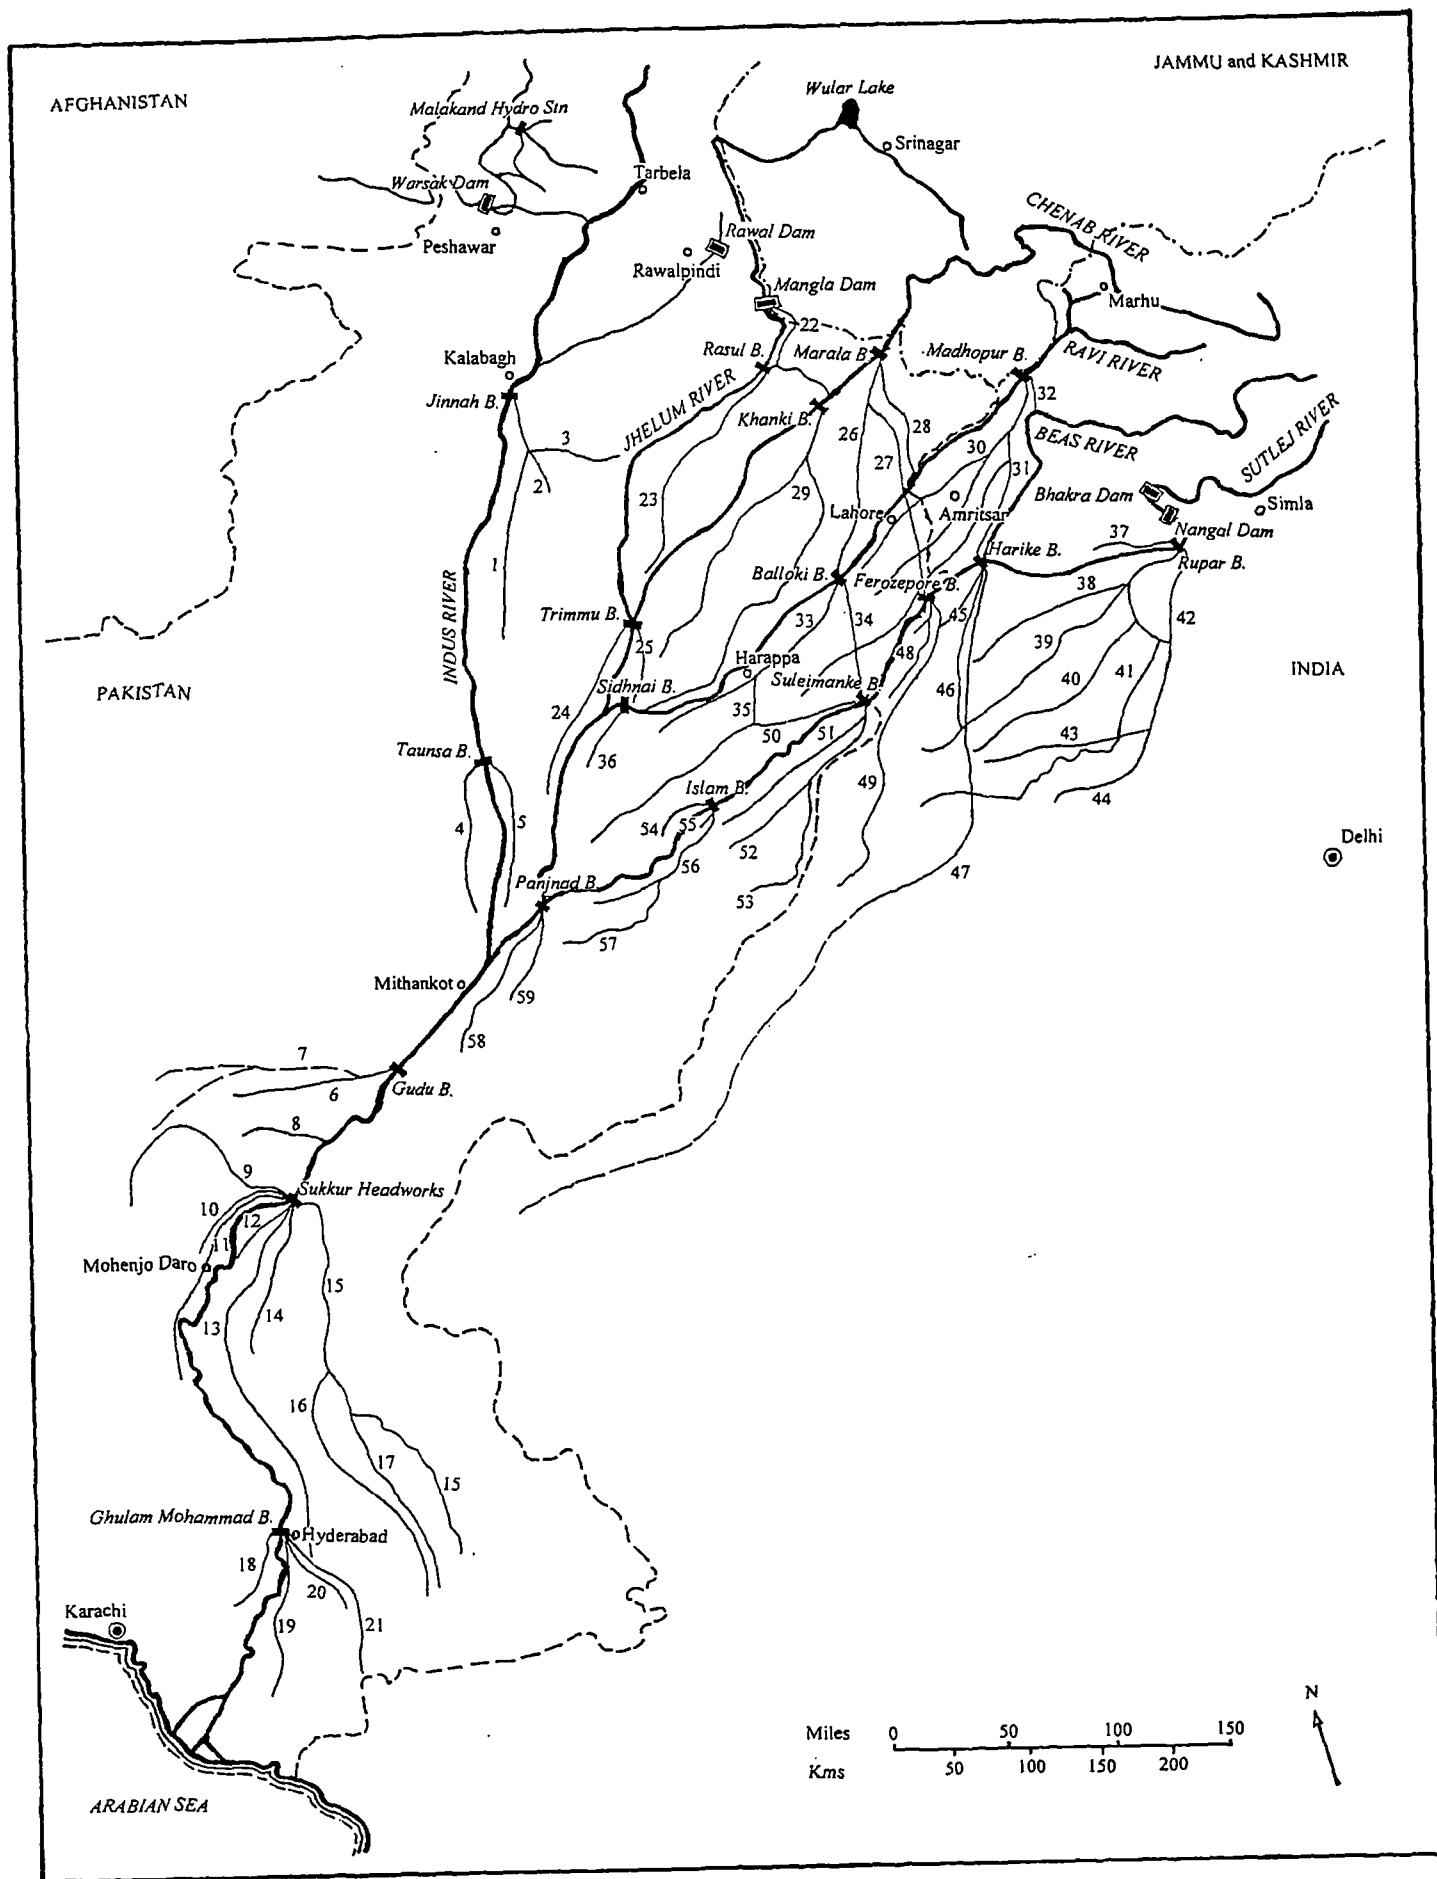 JAMMU and KASHMIR
AFGHANISTAN
Wular Lake
Malakand Hydro Stn
Srinagar
Tarbela
Warsak Dam
CHENAB RIVER
Rawal Dam
Peshawar
Rawalpindi
Mangla Dam
Marhu
22
Rasul B.
Marala B
Madhopur B.
RAVI RIVER
Kalabagh
32
Jinnah B.
JHELUM RIVER
Khanki B.
26
28
30
BEAS RIVER
SUTLEJ RIVER
3
27
31
2
23
29
Bhakra Dam
Simla
Lahore
Amritsar
37
Nangal Dam
Harike B.
Rupar B.
1
Balloki B.
Ferozepore B.
38
Trimmu B.
33
34
45
42
INDUS RIVER
25
Harappa
48
39
INDIA
PAKISTAN
Sidhnai B.
Suleimanke B.
46
40
41
24
35
50
51
43
Taunsa B.
36
49
Islam B.
44
4
5
54
55
52
Delhi
56
47
Panjnad B.
53
57
Mithankot
59
58
7
6
Gudu B.
8
9
Sukkur Headworks
10
12
11
Mohenjo Daro
15
14
13
16
17
15
Ghulam Mohammad B.
Hyderabad
18
20
Karachi
19
21
N
Miles 0 50 100 150
Kms 50 100 150 200
ARABIAN SEA